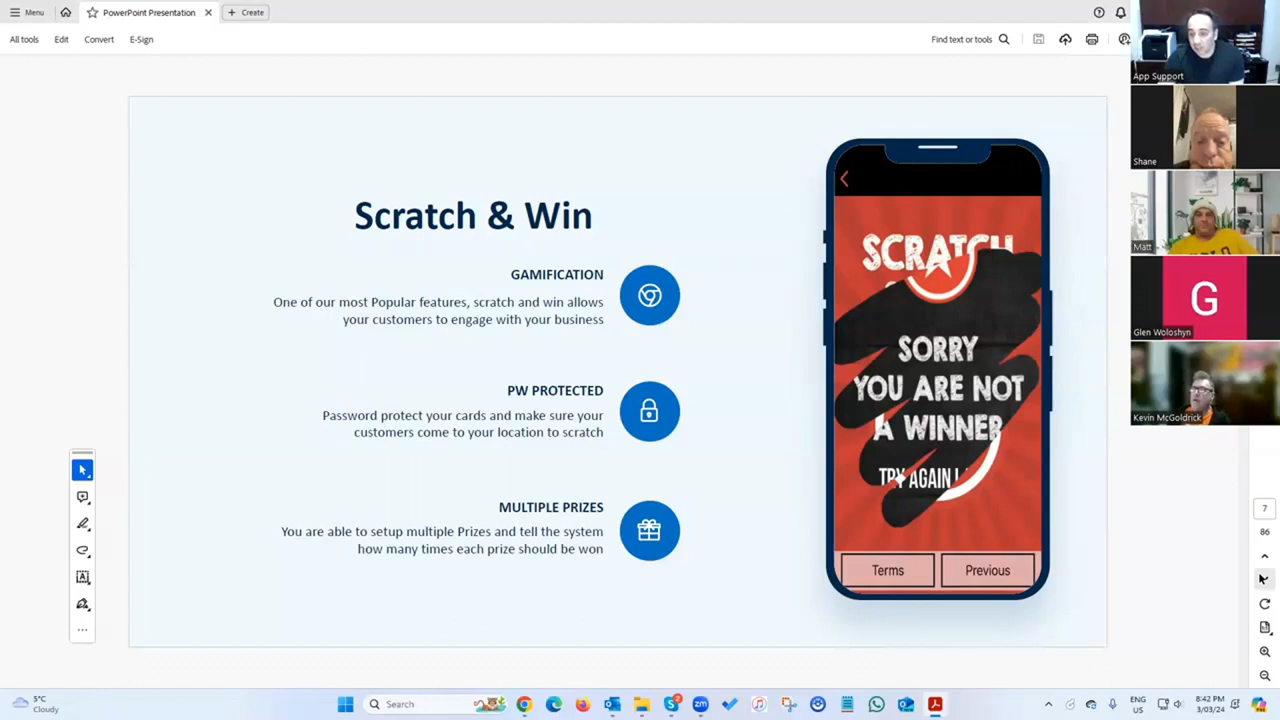 Menu
PowerPoint Presentation
Create
All tools
Edit
Convert
E-Sign
Find text or tools
Scratch & Win
GAMIFICATION
One of our most Popular features, scratch and win allows
your customers to engage with your business
PW PROTECTED
Password protect your cards and make sure your
customers come to your location to scratch
MULTIPLE PRIZES
You are able to setup multiple Prizes and tell the system
how many times each prize should be won
SCRATCH
SORRY
YOU ARE NOT
A WINNER
TRY AGAIN
Terms
Previous
App Support
Shane
Matt
G
Glen Woloshyn
Kevin McGoldrick
7
86
5°C
Cloudy
Search
ENG
US
8:42 PM
3/03/24